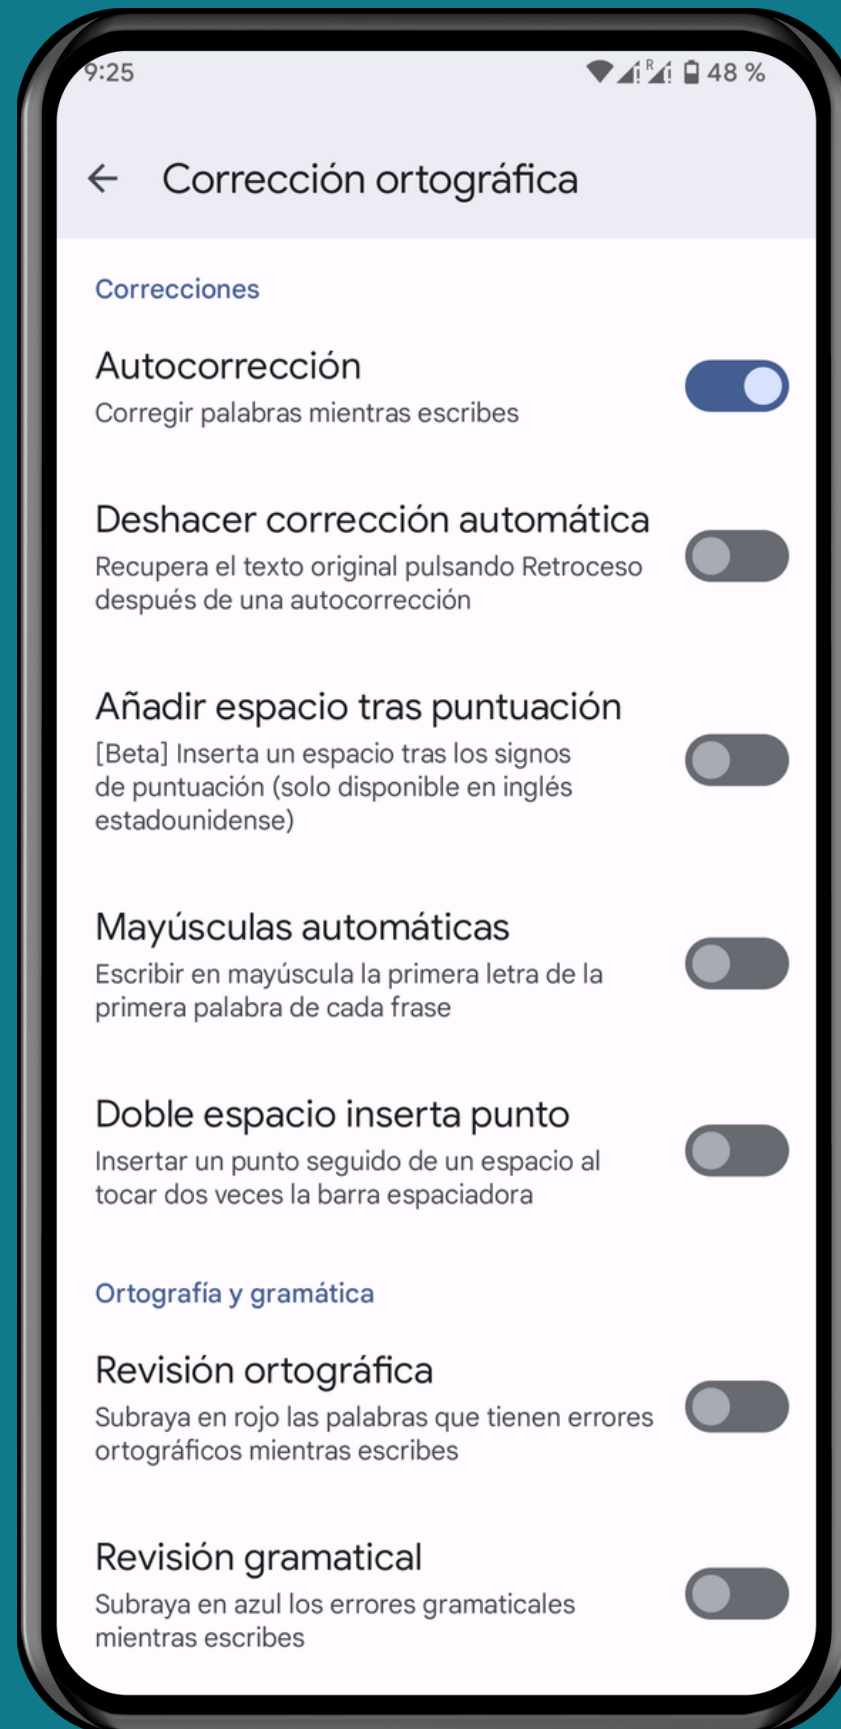 9:25 R 48 %
Corrección ortográfica
Correcciones
Autocorrección
Corregir palabras mientras escribes
Deshacer corrección automática
Recupera el texto original pulsando Retroceso
después de una autocorrección
Añadir espacio tras puntuación
[Beta] Inserta un espacio tras los signos
de puntuación (solo disponible en inglés
estadounidense)
Mayúsculas automáticas
Escribir en mayúscula la primera letra de la
primera palabra de cada frase
Doble espacio inserta punto
Insertar un punto seguido de un espacio al
tocar dos veces la barra espaciadora
Ortografía y gramática
Revisión ortográfica
Subraya en rojo las palabras que tienen errores
ortográficos mientras escribes
Revisión gramatical
Subraya en azul los errores gramaticales
mientras escribes